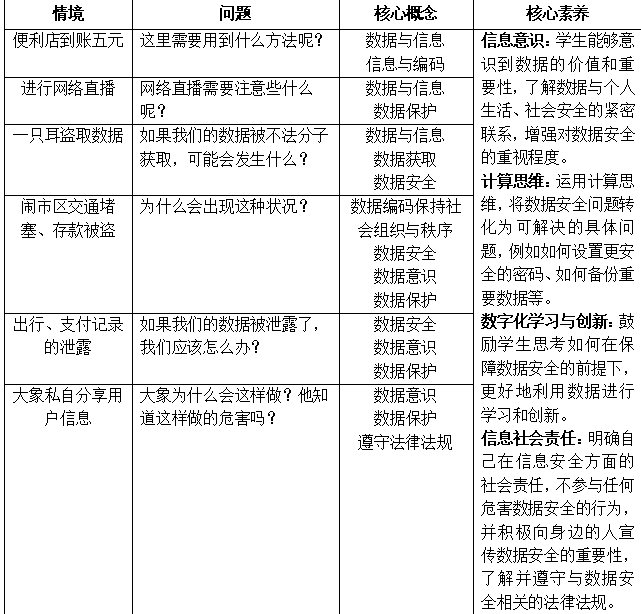 情境 问题 核心概念 核心素养
便利店到账五元 这里需要用到什么方法呢？ 数据与信息
信息与编码
进行网络直播 网络直播需要注意些什么
呢？ 数据与信息
数据保护
一只耳盗取数据 如果我们的数据被不法分子
获取，可能会发生什么？ 数据与信息
数据获取
数据安全
闹市区交通堵
塞、存款被盗 为什么会出现这种状况？ 数据编码保持社
会组织与秩序
数据安全
数据意识
数据保护
出行、支付记录
的泄露 如果我们的数据被泄露了，
我们应该怎么办？ 数据安全
数据意识
数据保护
大象私自分享用
户信息 大象为什么会这样做？他知
道这样做的危害吗？ 数据意识
数据保护
遵守法律法规
信息意识：学生能够意
识到数据的价值和重
要性，了解数据与个人
生活、社会安全的紧密
联系，增强对数据安全
的重视程度。
计算思维：运用计算思
维，将数据安全问题转
化为可解决的具体问
题，例如如何设置更安
全的密码、如何备份重
要数据等。
数字化学习与创新：鼓
励学生思考如何在保
障数据安全的前提下，
更好地利用数据进行
学习和创新。
信息社会责任：明确自
己在信息安全方面的
社会责任，不参与任何
危害数据安全的行为，
并积极向身边的人宣
传数据安全的重要性，
了解并遵守与数据安
全相关的法律法规。